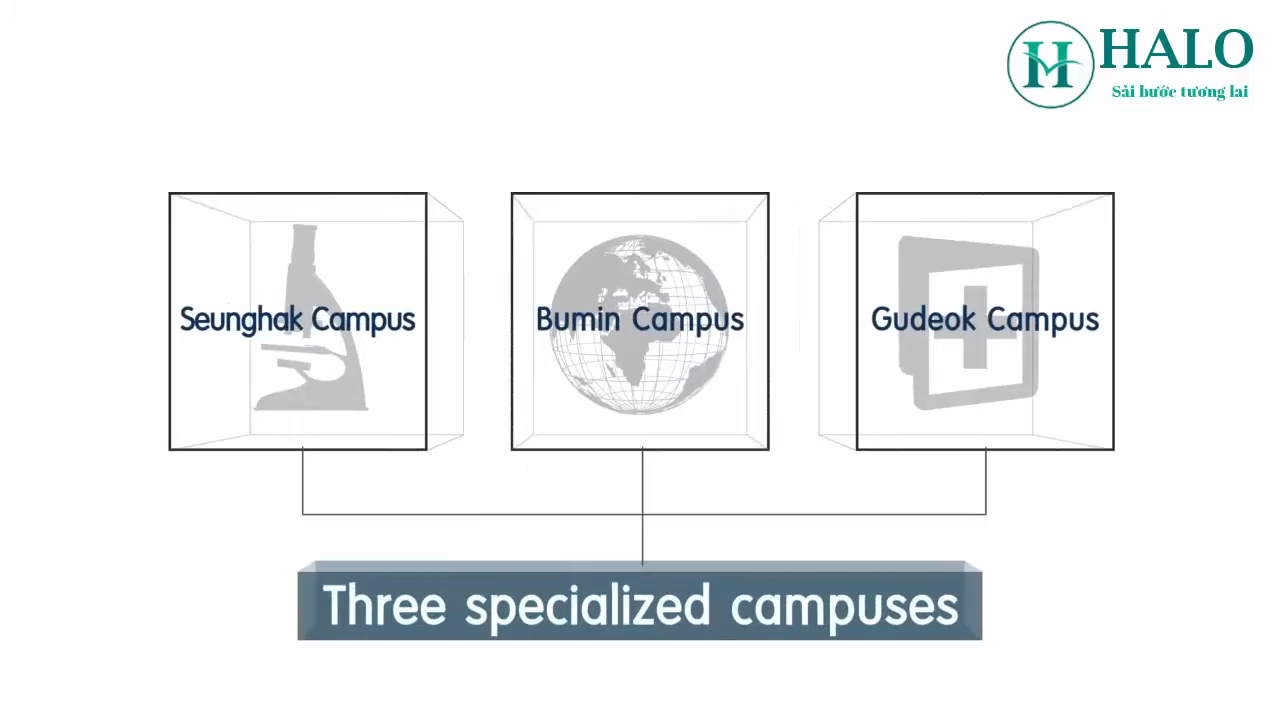 H HALO
Sải bước tương lai
Seunghak Campus
Bumin Campus
Gudeok Campus
Three specialized campuses